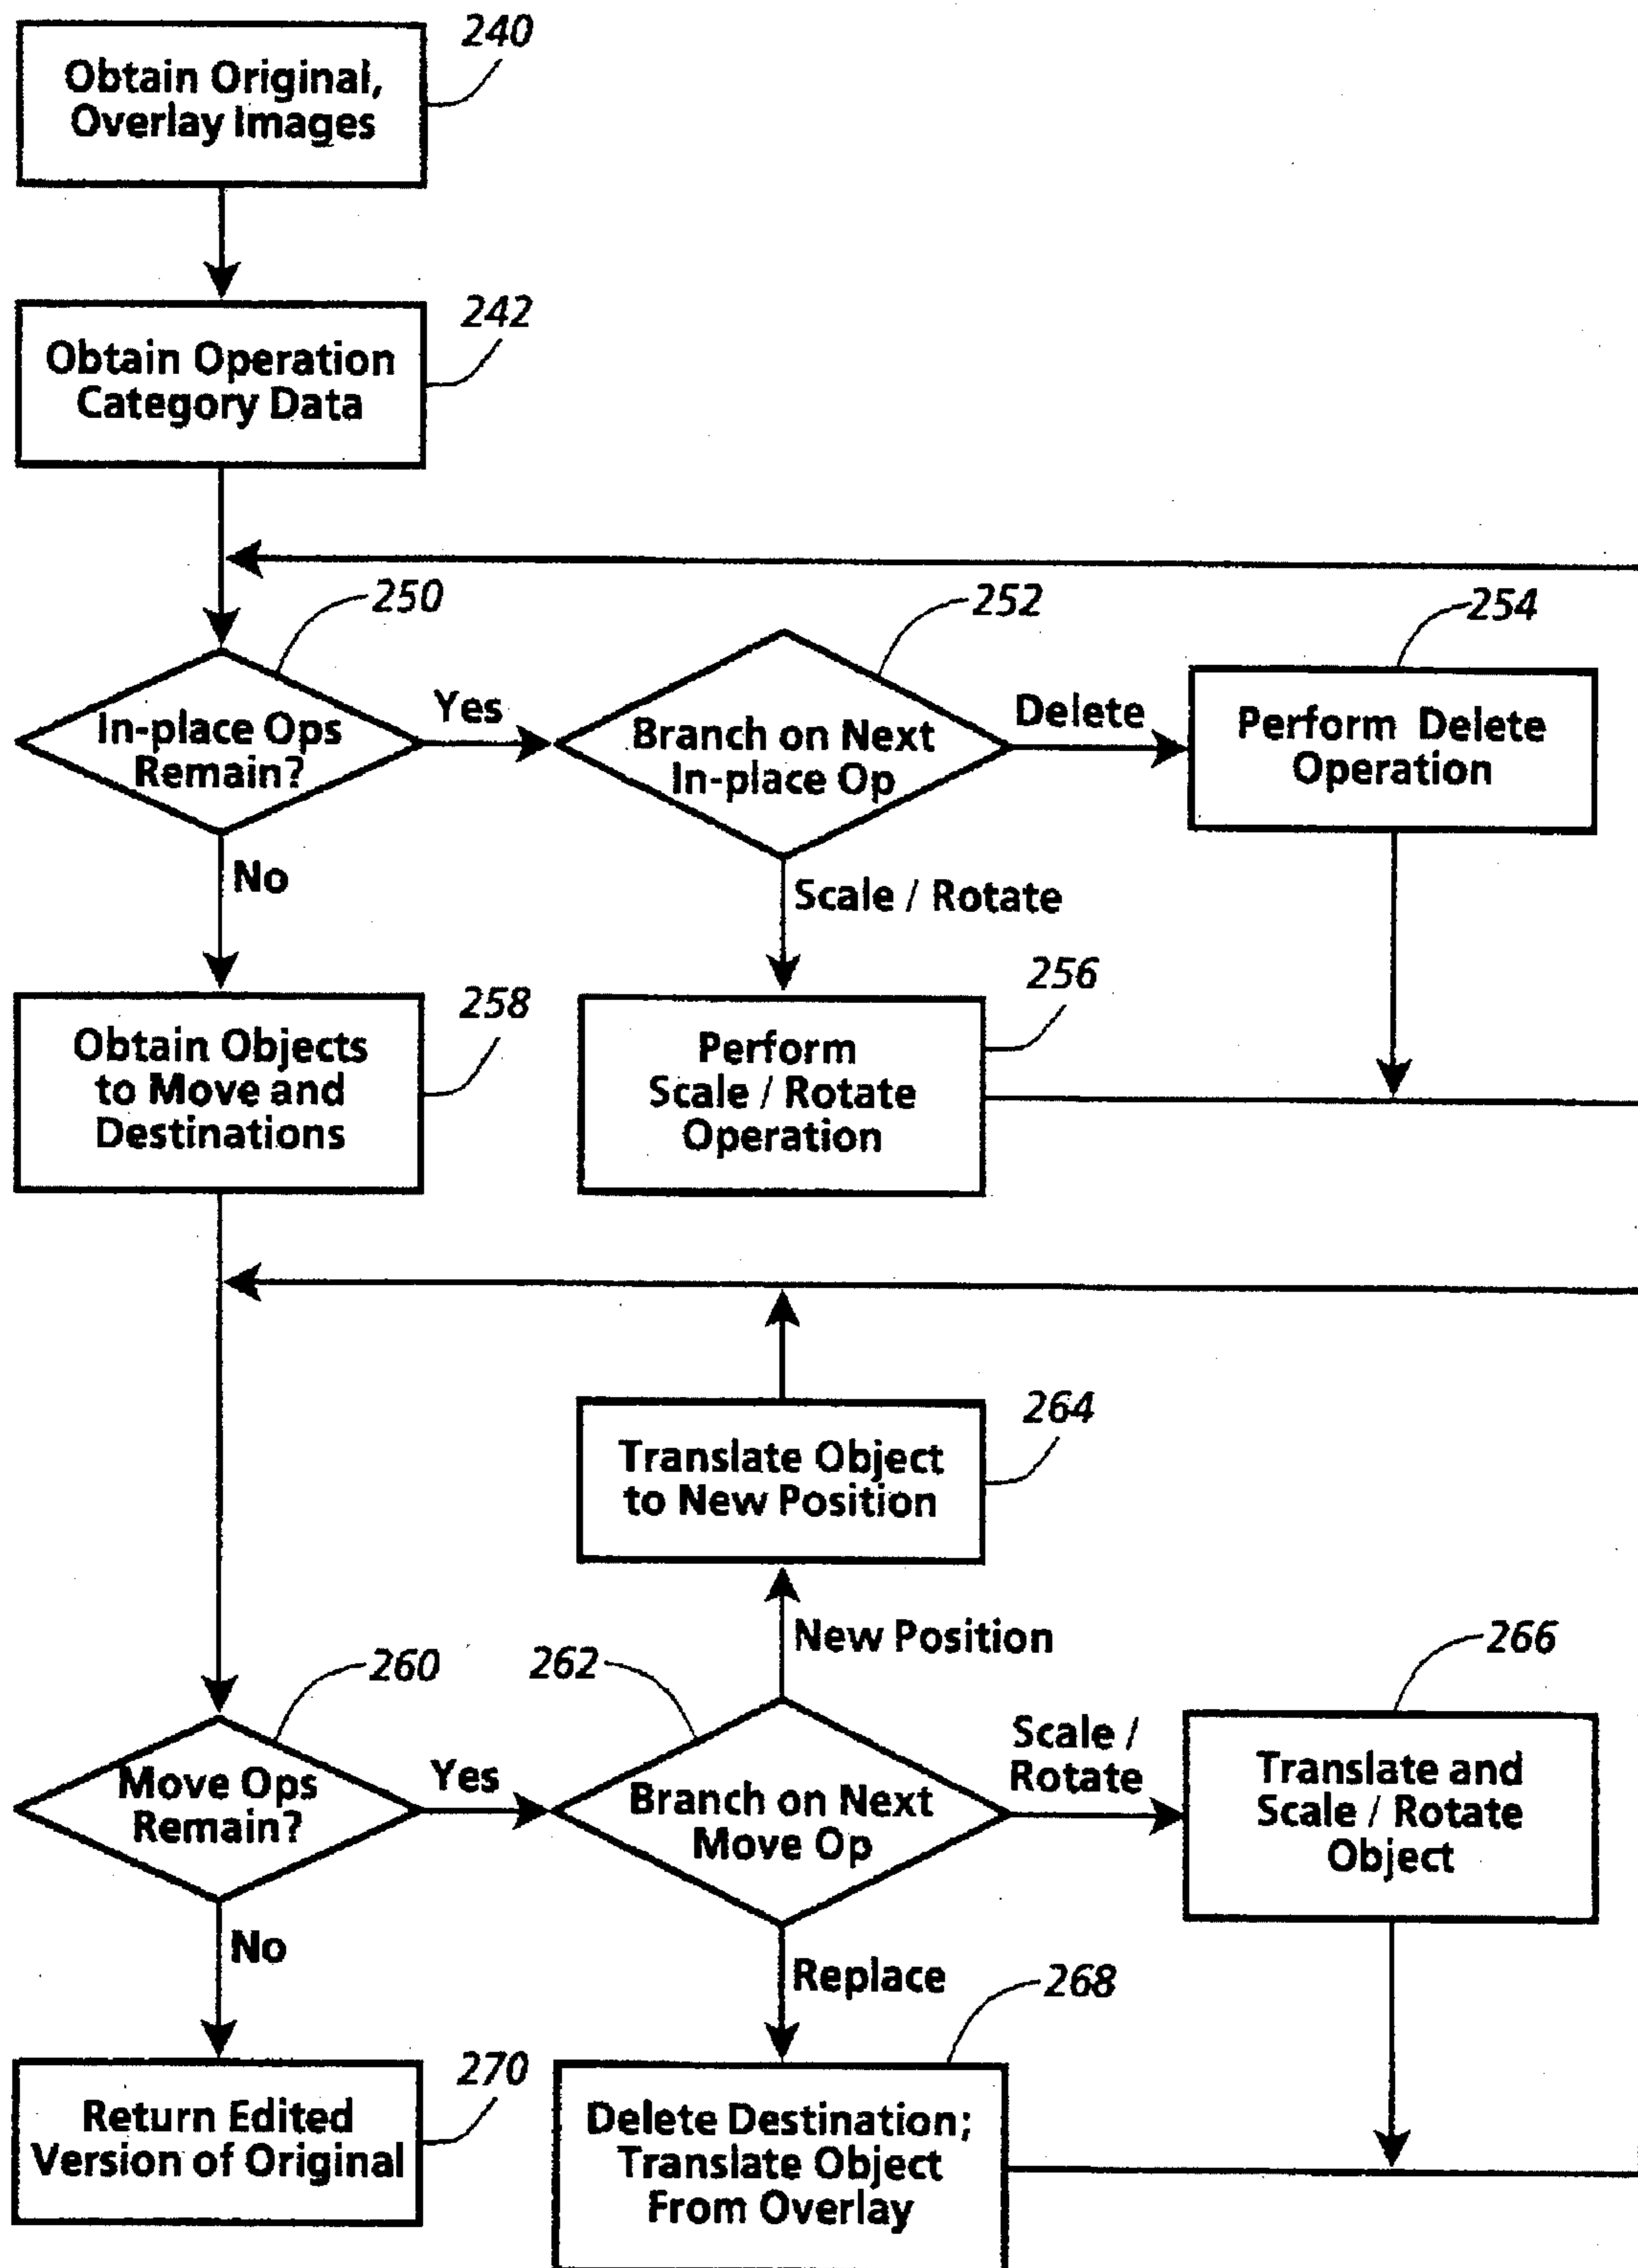 240
Obtain Original,
Overlay Images
242
Obtain Operation
Category Data
250
In-place Ops
Remain?
Yes
No
252
Branch on Next
In-place Op
Delete
Scale / Rotate
254
Perform Delete
Operation
256
Perform
Scale / Rotate
Operation
258
Obtain Objects
to Move and
Destinations
264
Translate Object
to New Position
New Position
260
Move Ops
Remain?
Yes
No
262
Branch on Next
Move Op
Scale /
Rotate
Replace
266
Translate and
Scale / Rotate
Object
268
Delete Destination;
Translate Object
From Overlay
270
Return Edited
Version of Original